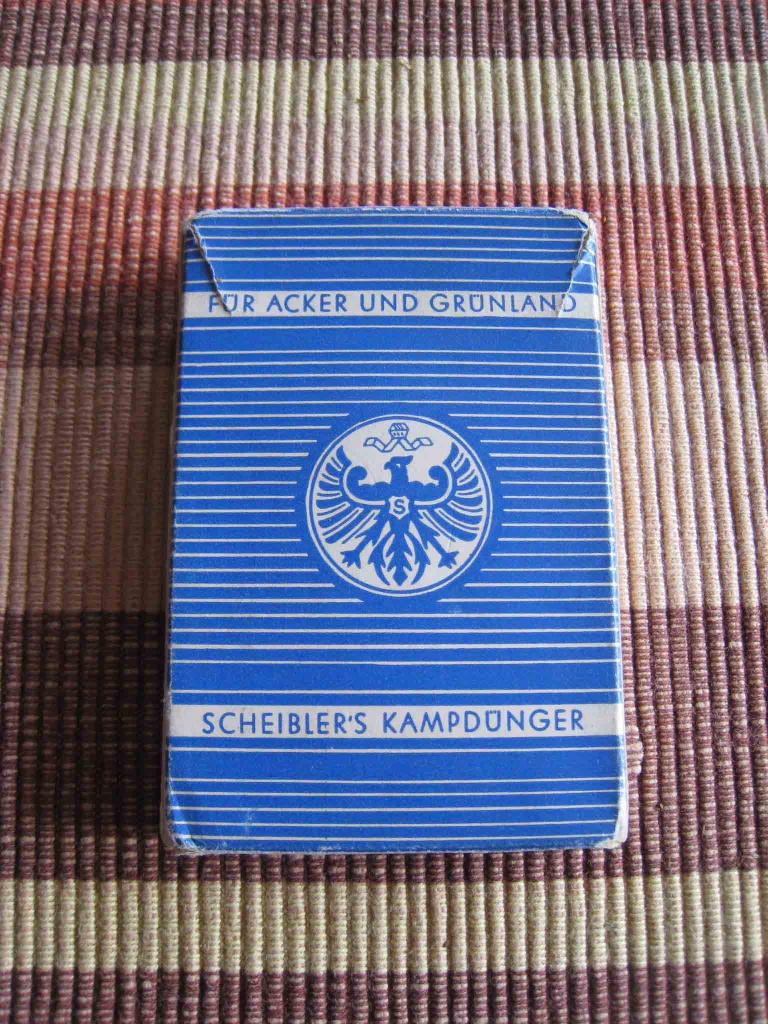 FÜR ACKER UND GRÜNLAND
S
SCHEIBLER'S KAMPDÜNGER